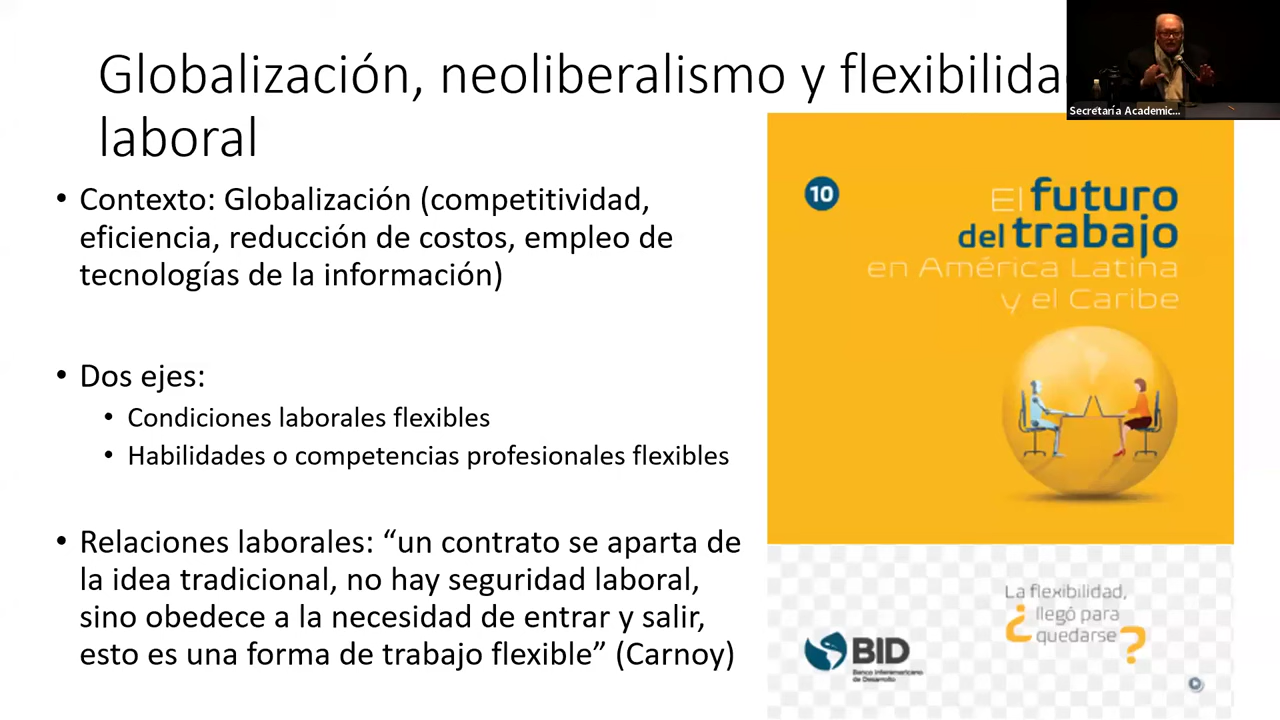 Globalización, neoliberalismo y flexibilida
laboral
Secretaría Academic...
• Contexto: Globalización (competitividad,
eficiencia, reducción de costos, empleo de
tecnologías de la información)
• Dos ejes:
• Condiciones laborales flexibles
• Habilidades o competencias profesionales flexibles
• Relaciones laborales: “un contrato se aparta de
la idea tradicional, no hay seguridad laboral,
sino obedece a la necesidad de entrar y salir,
esto es una forma de trabajo flexible” (Carnoy)
10
El futuro
del trabajo
en América Latina
y el Caribe
La flexibilidad,
¿llegó para
quedarse?
BID
Banco Interamericano
de Desarrollo